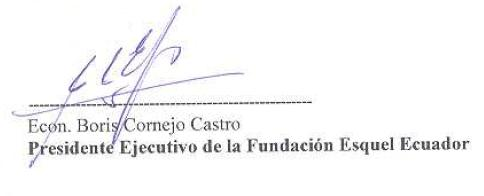 Econ. Boris Cornejo Castro
Presidente Ejecutivo de la Fundación Esquel Ecuador